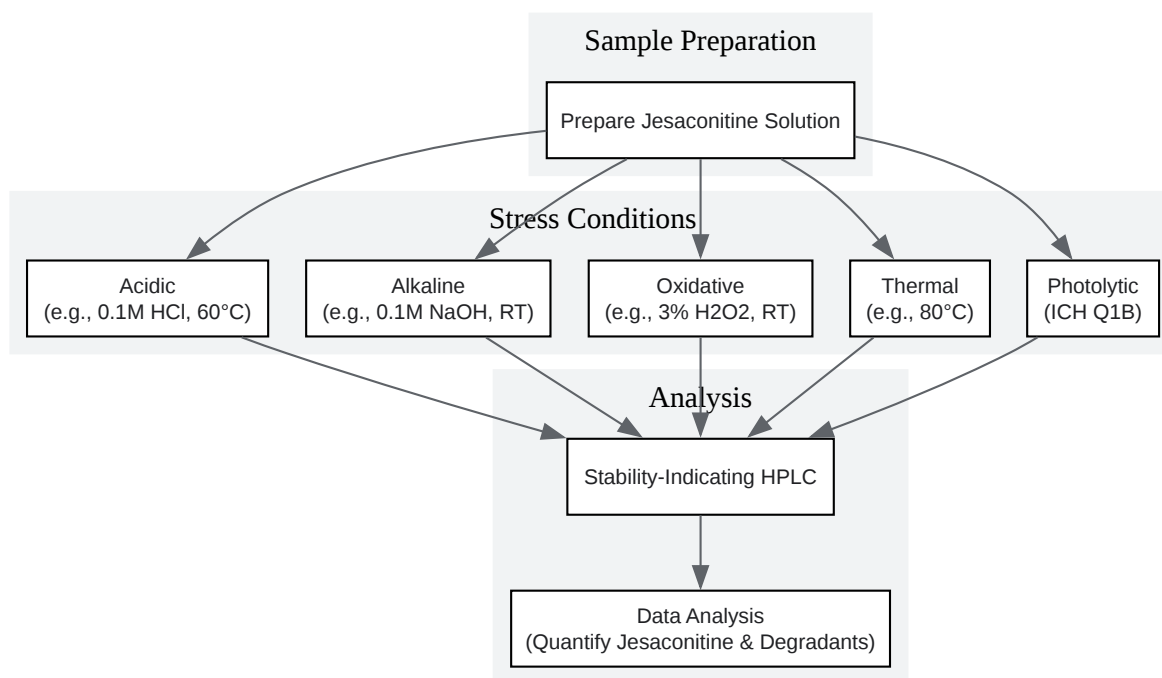 Sample Preparation
Prepare Jesaconitine Solution
Stress Conditions
Acidic
(e.g., 0.1M HCl, 60°C)
Alkaline
(e.g., 0.1M NaOH, RT)
Oxidative
(e.g., 3% H2O2, RT)
Thermal
(e.g., 80°C)
Photolytic
(ICH Q1B)
Analysis
Stability-Indicating HPLC
Data Analysis
(Quantify Jesaconitine & Degradants)